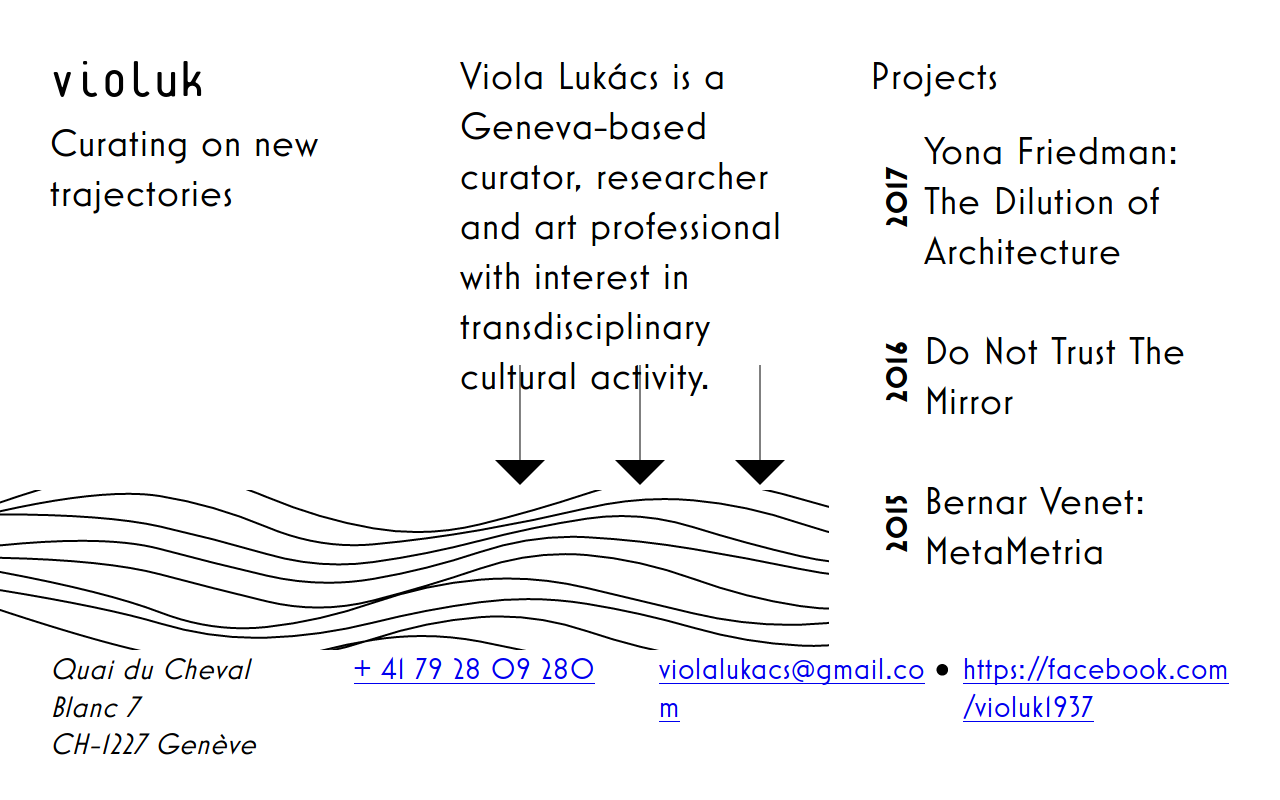 violuk
Curating on new
trajectories
Viola Lukács is a
Geneva-based
curator, researcher
and art professional
with interest in
transdisciplinary
cultural activity.
Projects
2017
Yona Friedman:
The Dilution of
Architecture
2016
Do Not Trust The
Mirror
2015
Bernar Venet:
MetaMetria
Quai du Cheval
Blanc 7
CH-1227 Genève
+ 41 79 28 09 280
violalukacs@gmail.co
m
• https://facebook.com
/violuk1937